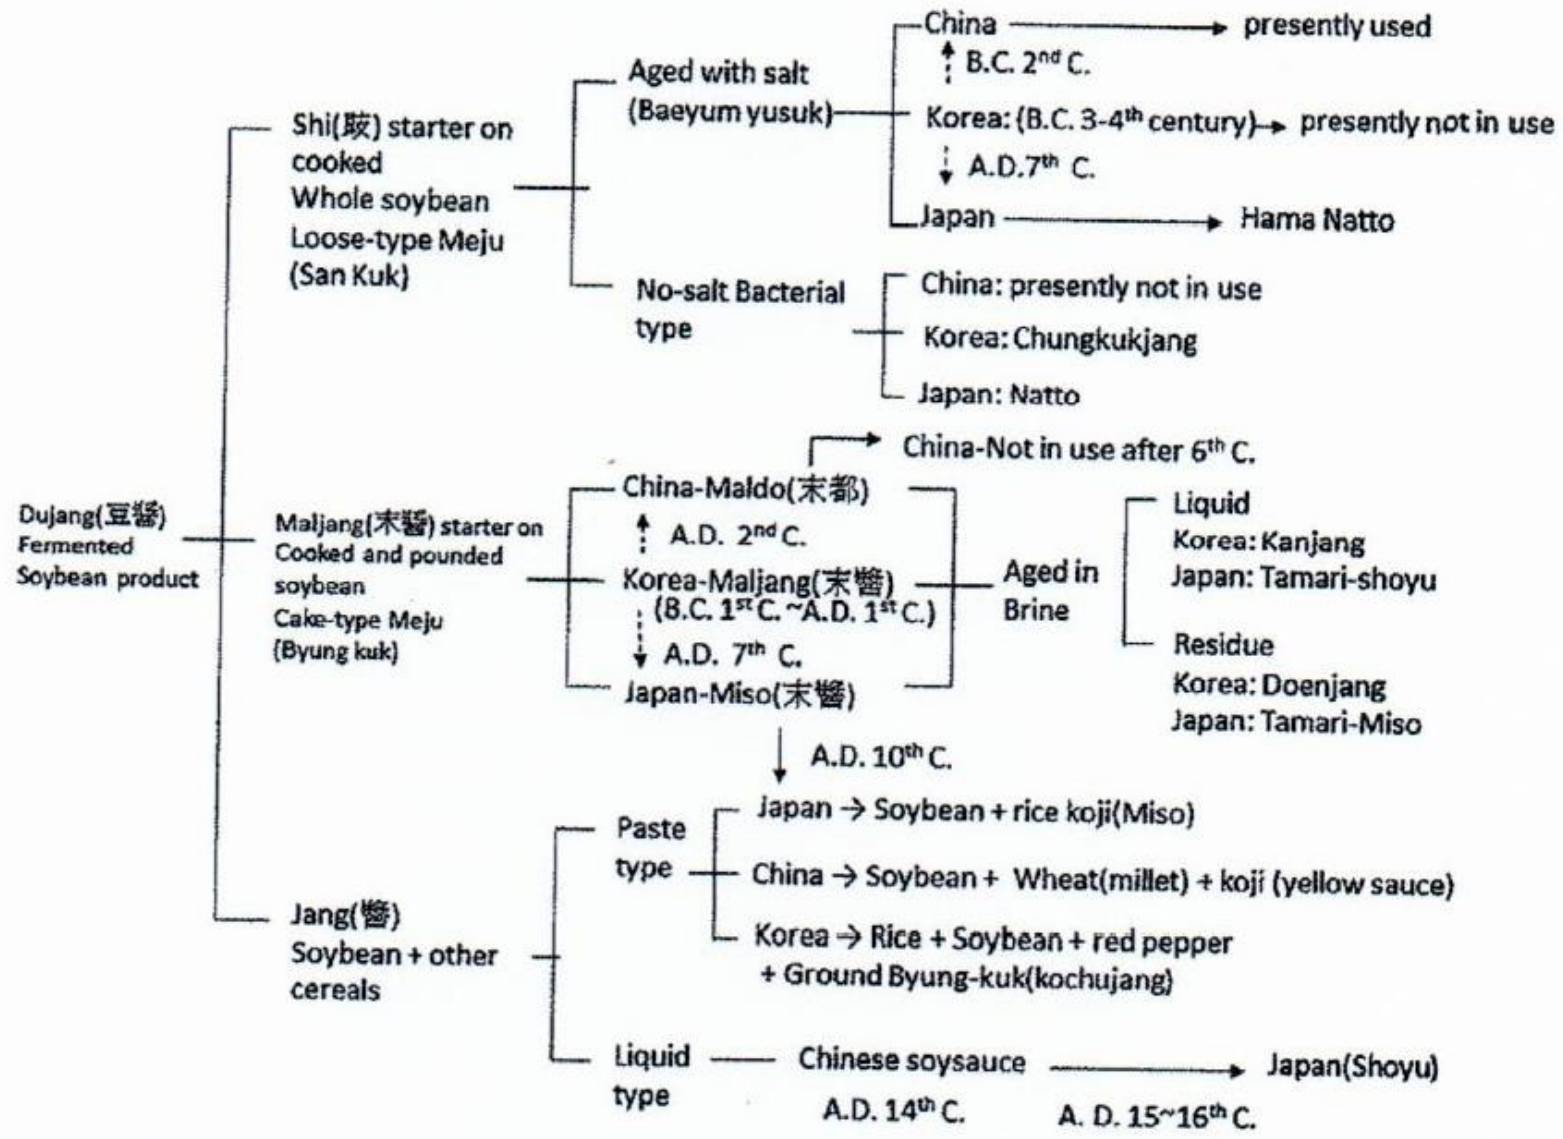 Dujang(豆醬)
Fermented
Soybean product
Shi(豉) starter on
cooked
Whole soybean
Loose-type Meju
(San Kuk)
Aged with salt
(Baeyum yusuk)
China → presently used
B.C. 2nd C.
Korea: (B.C. 3-4th century) → presently not in use
A.D.7th C.
Japan → Hama Natto
No-salt Bacterial
type
China: presently not in use
Korea: Chungkukjang
Japan: Natto
Maljang(末醬) starter on
Cooked and pounded
soybean
Cake-type Meju
(Byung kuk)
China-Not in use after 6th C.
China-Maldo(末都)
A.D. 2nd C.
Korea-Maljang(末醬)
(B.C. 1st C. ~A.D. 1st C.)
A.D. 7th C.
Japan-Miso(末醬)
Aged in
Brine
Liquid
Korea: Kanjang
Japan: Tamari-shoyu
Residue
Korea: Doenjang
Japan: Tamari-Miso
A.D. 10th C.
Jang(醬)
Soybean + other
cereals
Paste
type
Japan → Soybean + rice koji(Miso)
China → Soybean + Wheat(millet) + koji (yellow sauce)
Korea → Rice + Soybean + red pepper
+ Ground Byung-kuk(kochujang)
Liquid
type
Chinese soysauce → Japan(Shoyu)
A.D. 14th C.
A. D. 15~16th C.